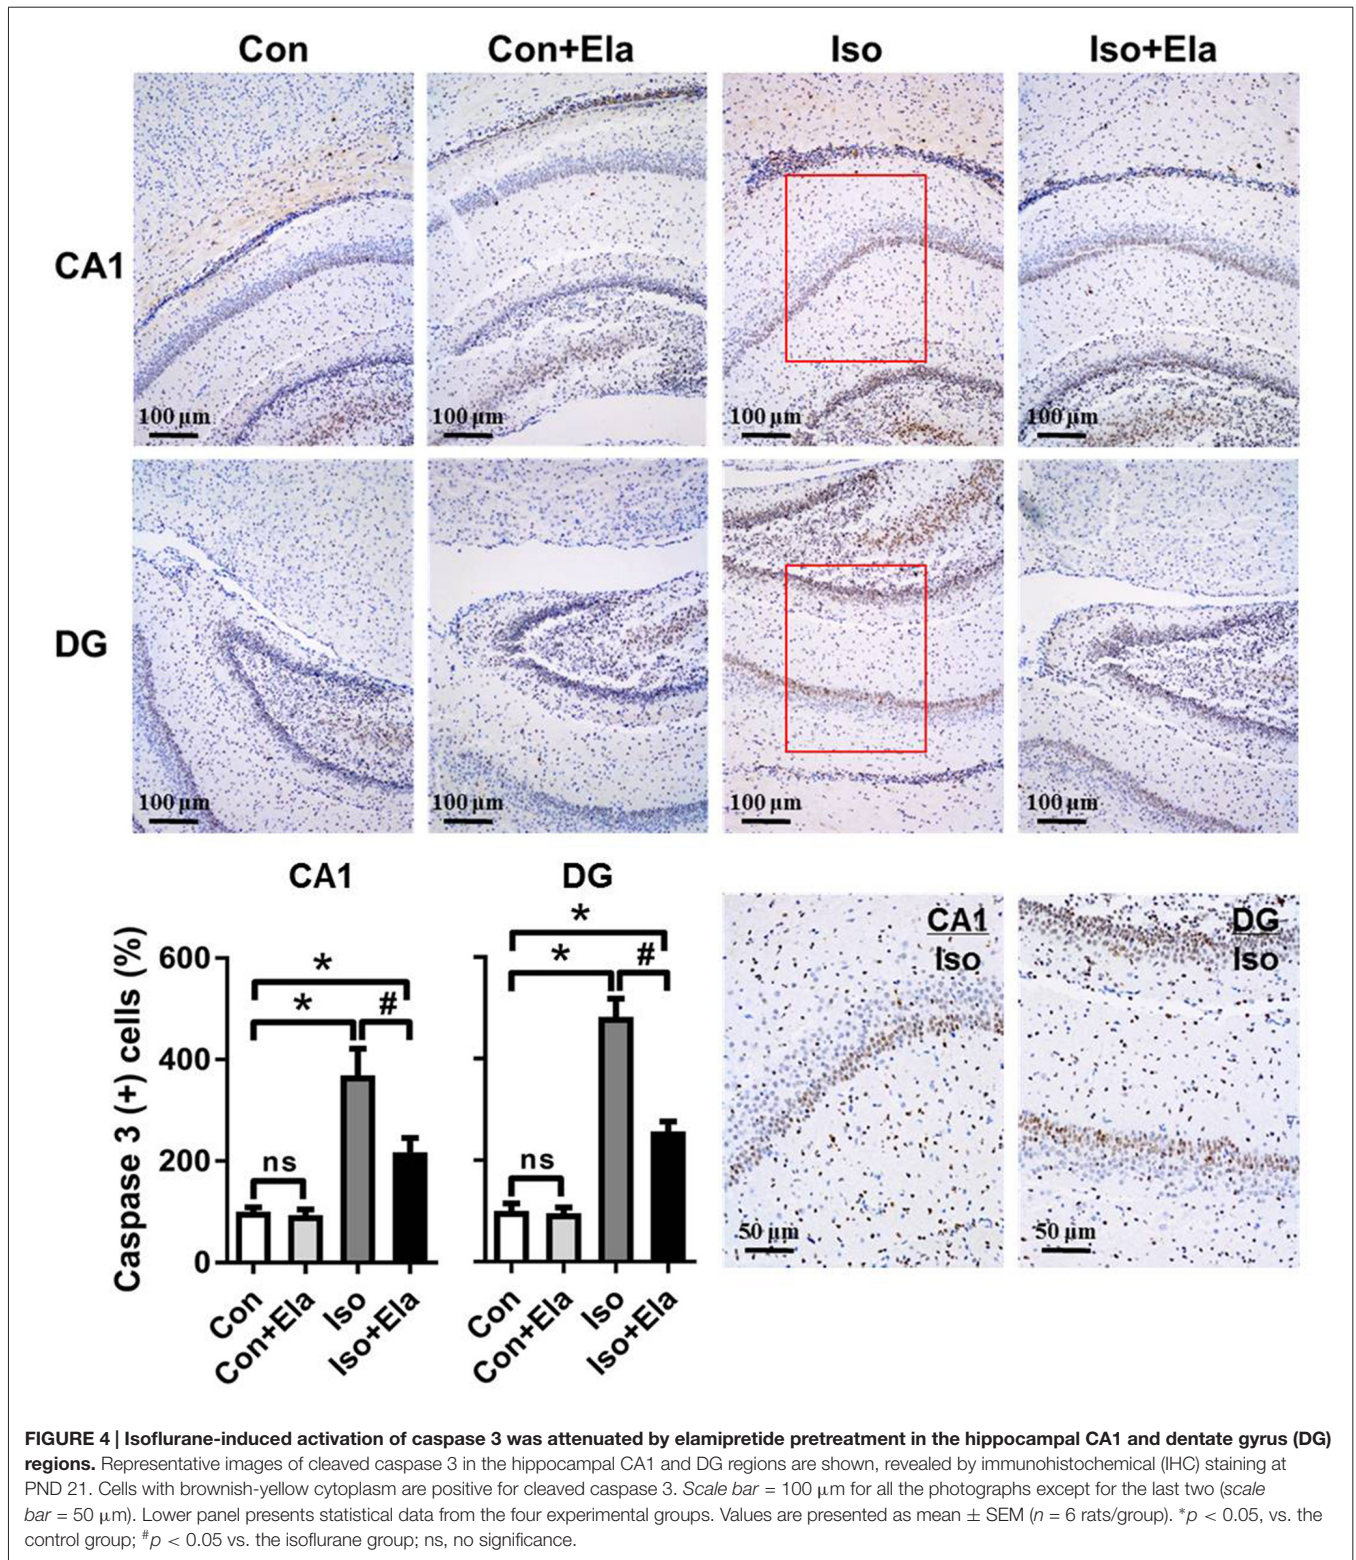 Con Con+Ela Iso Iso+Ela
CA1
100 µm 100 µm 100 µm 100 µm
DG
100 µm 100 µm 100 µm 100 µm
CA1 DG
Caspase 3 (+) cells (%)
600
400
200
0
* * # ns
* * # ns
Con Con+Ela Iso Iso+Ela
Con Con+Ela Iso Iso+Ela
CA1
Iso
50 µm
DG
Iso
50 µm
FIGURE 4 | Isoflurane-induced activation of caspase 3 was attenuated by elamipretide pretreatment in the hippocampal CA1 and dentate gyrus (DG)
regions. Representative images of cleaved caspase 3 in the hippocampal CA1 and DG regions are shown, revealed by immunohistochemical (IHC) staining at
PND 21. Cells with brownish-yellow cytoplasm are positive for cleaved caspase 3. Scale bar = 100 µm for all the photographs except for the last two (scale
bar = 50 µm). Lower panel presents statistical data from the four experimental groups. Values are presented as mean ± SEM (n = 6 rats/group). *p < 0.05, vs. the
control group; #p < 0.05 vs. the isoflurane group; ns, no significance.